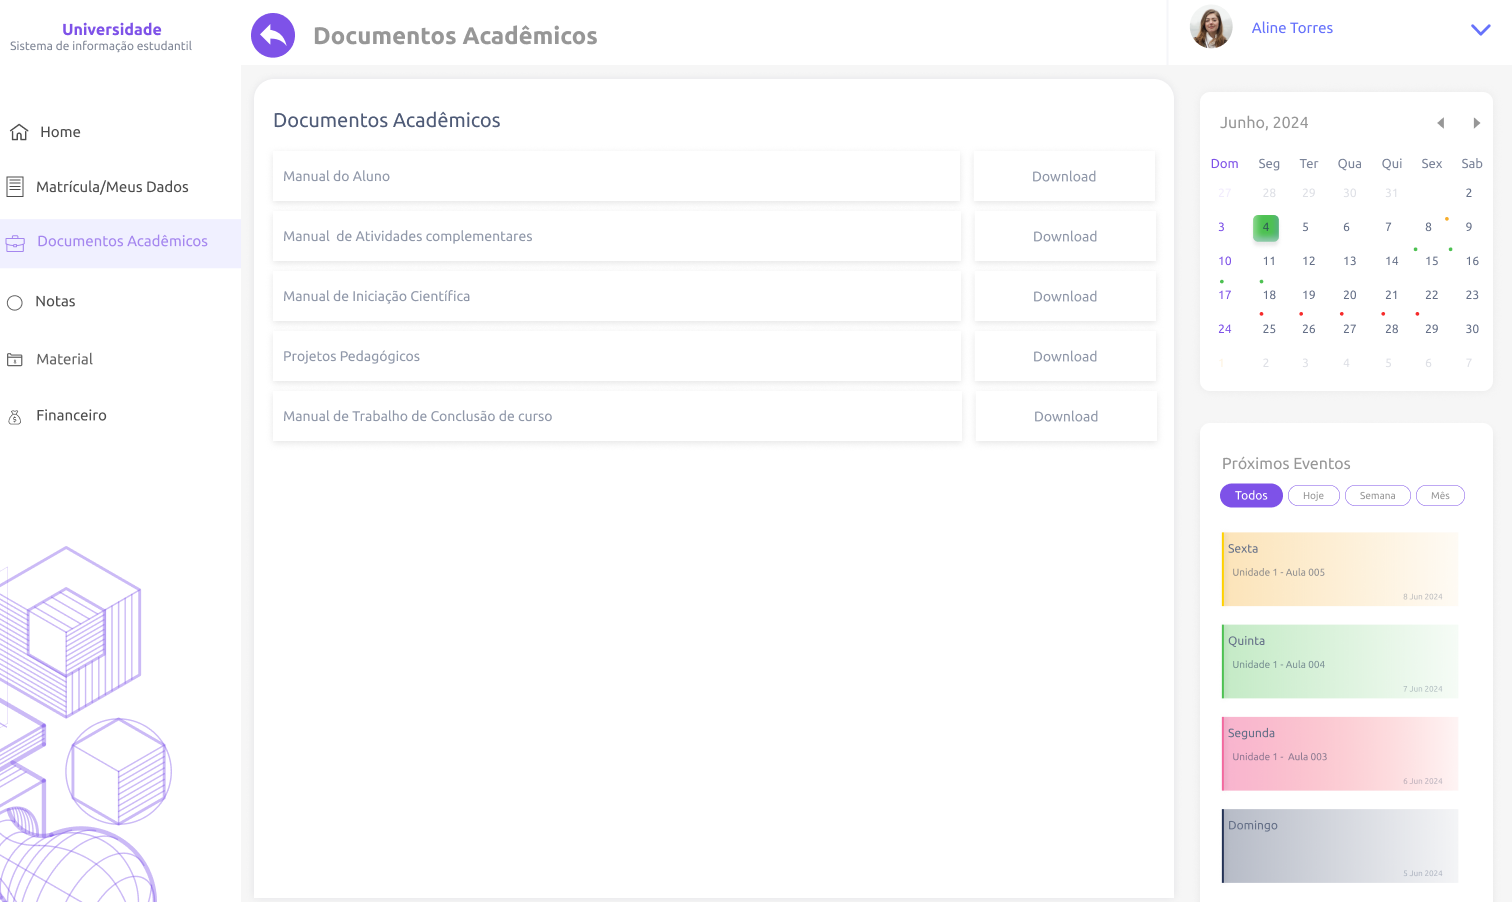 Universidade
Sistema de informação estudantil
Home
Matrícula/Meus Dados
Documentos Acadêmicos
Notas
Material
Financeiro
Documentos Acadêmicos
Aline Torres
Documentos Acadêmicos
Manual do Aluno Download
Manual de Atividades complementares Download
Manual de Iniciação Científica Download
Projetos Pedagógicos Download
Manual de Trabalho de Conclusão de curso Download
Junho, 2024
Dom Seg Ter Qua Qui Sex Sab
27 28 29 30 31 2
3 4 5 6 7 8 9
10 11 12 13 14 15 16
17 18 19 20 21 22 23
24 25 26 27 28 29 30
1 2 3 4 5 6 7
Próximos Eventos
Todos Hoje Semana Mês
Sexta
Unidade 1 - Aula 005
8 Jun 2024
Quinta
Unidade 1 - Aula 004
7 Jun 2024
Segunda
Unidade 1 - Aula 003
6 Jun 2024
Domingo
5 Jun 2024